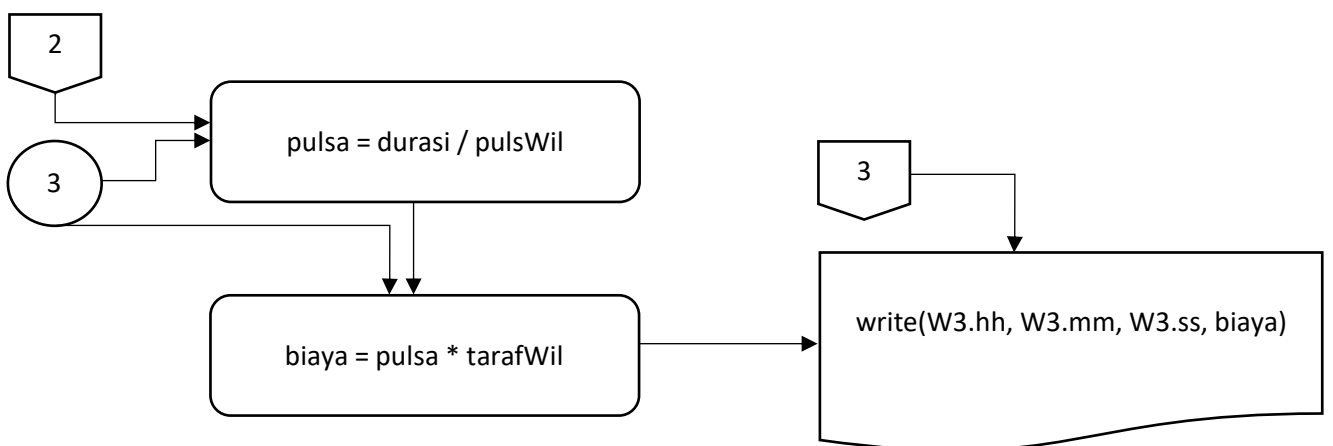 2
pulsa = durasi / pulsWil
3
3
biaya = pulsa * tarafWil
write(W3.hh, W3.mm, W3.ss, biaya)